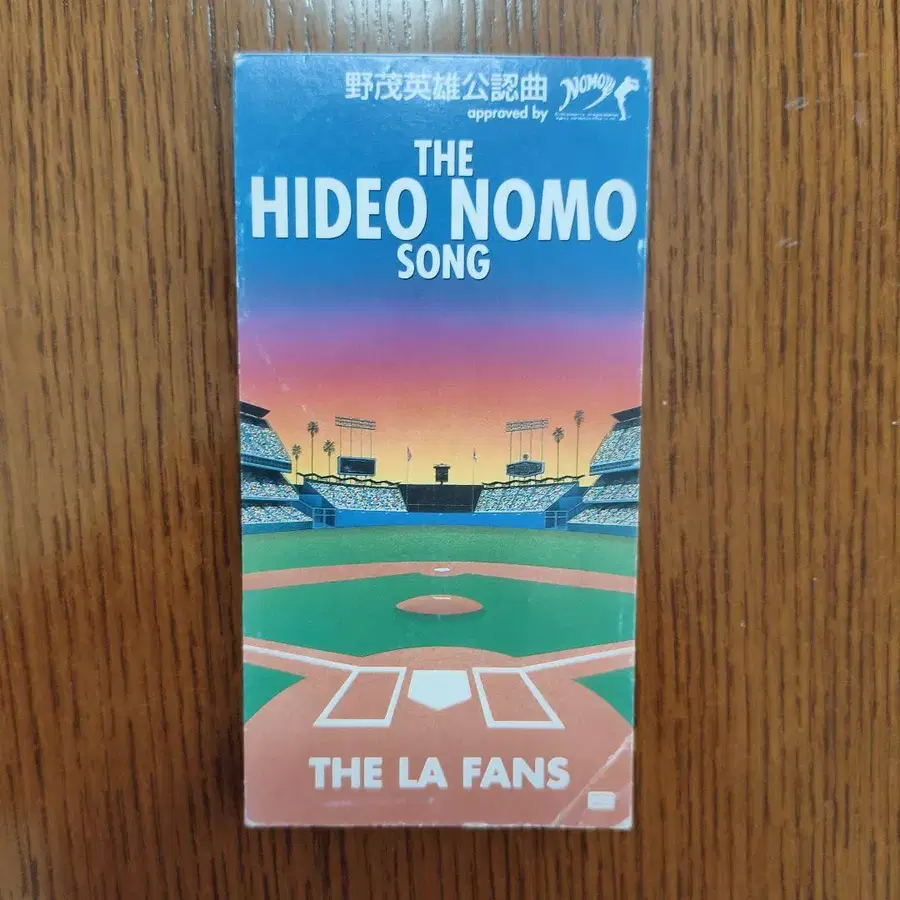 野茂英雄公認曲
approved by NOMO
THE
HIDEO NOMO
SONG
THE LA FANS